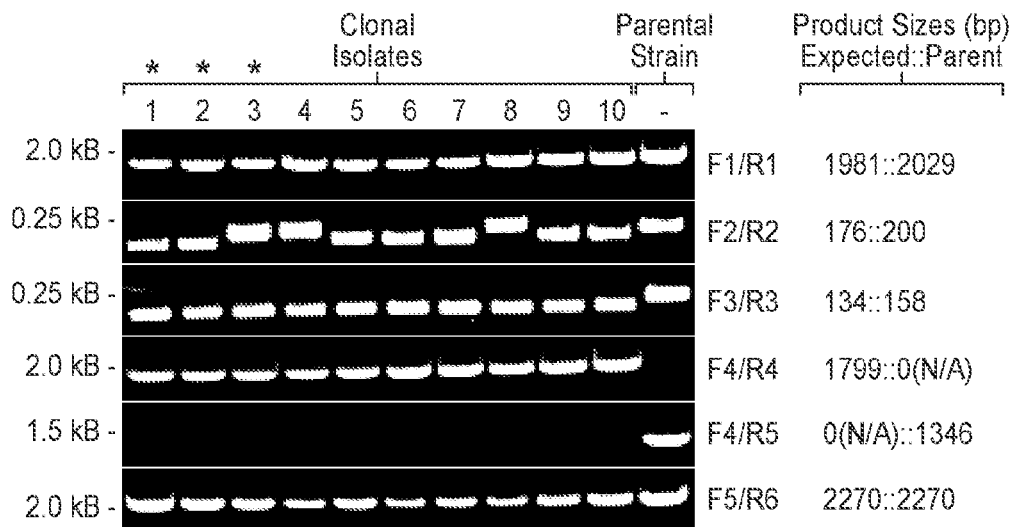 Clonal Isolates
Parental Strain
Product Sizes (bp)
Expected::Parent
* * *
1 2 3 4 5 6 7 8 9 10 -
2.0 kB - F1/R1 1981::2029
0.25 kB - F2/R2 176::200
0.25 kB - F3/R3 134::158
2.0 kB - F4/R4 1799::0(N/A)
1.5 kB - F4/R5 0(N/A)::1346
2.0 kB - F5/R6 2270::2270